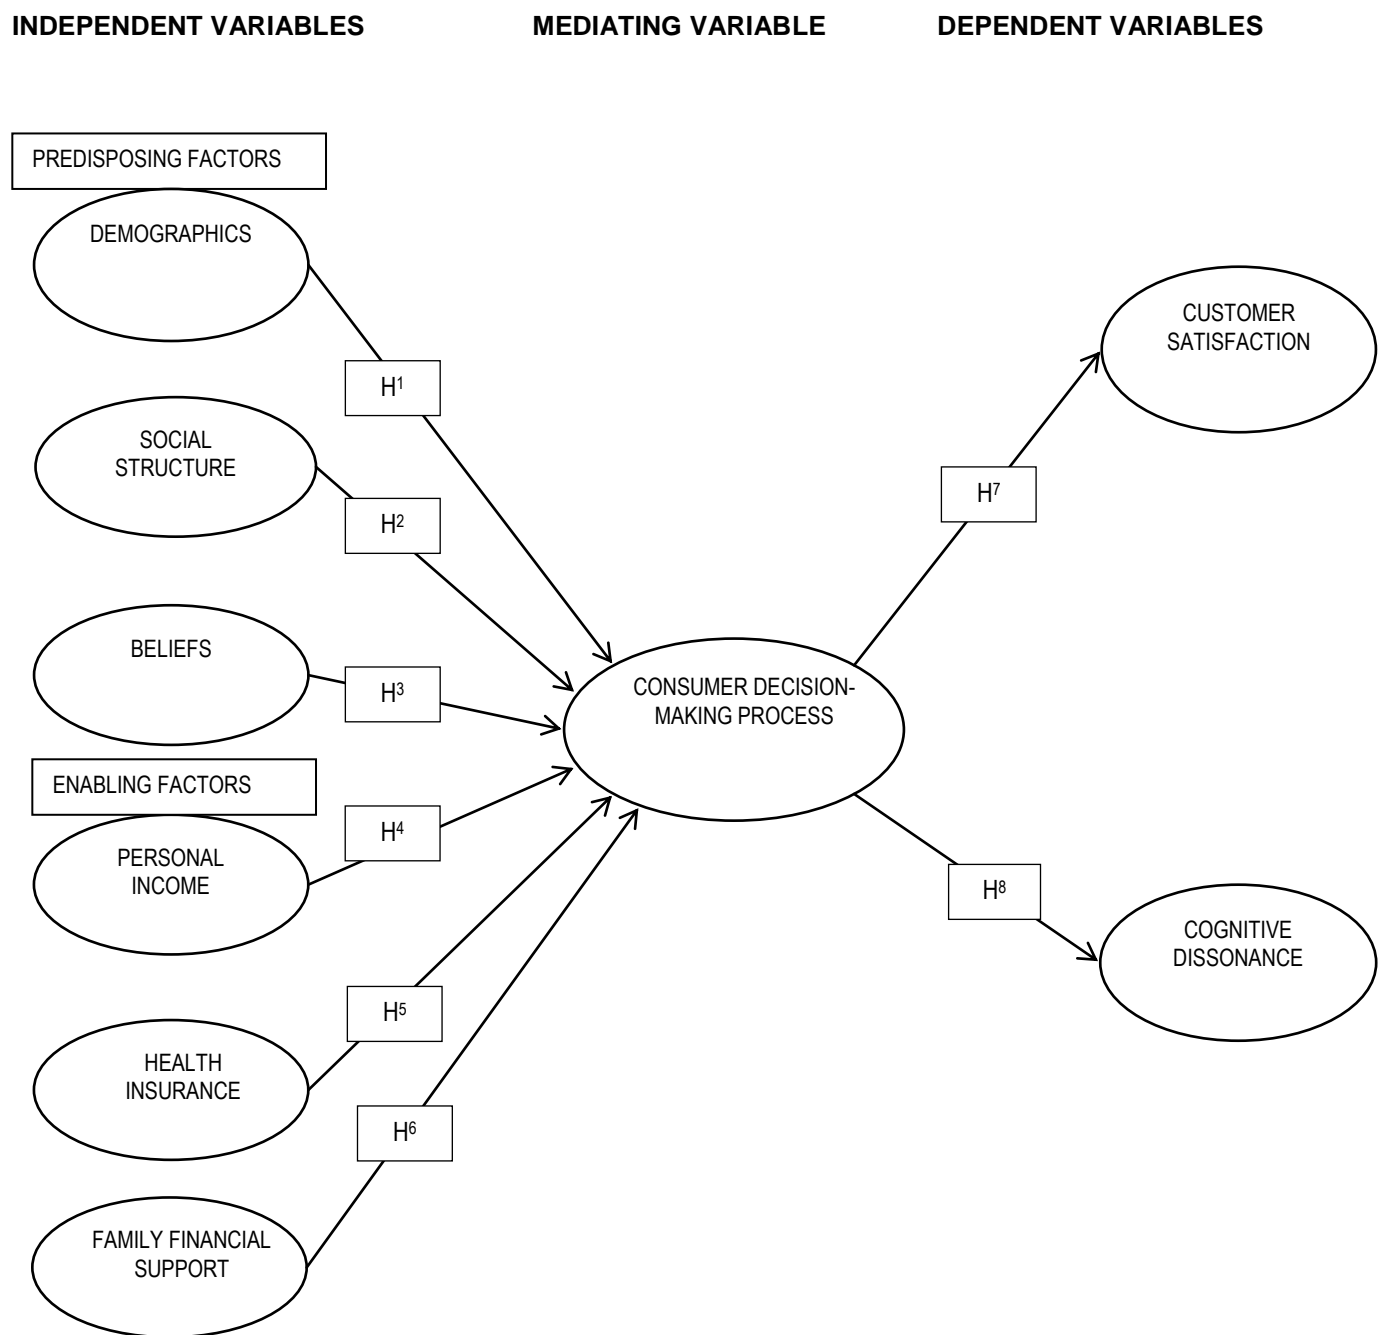 INDEPENDENT VARIABLES
MEDIATING VARIABLE
DEPENDENT VARIABLES
PREDISPOSING FACTORS
DEMOGRAPHICS
H1
SOCIAL
STRUCTURE
H2
BELIEFS
H3
ENABLING FACTORS
PERSONAL
INCOME
H4
HEALTH
INSURANCE
H5
FAMILY FINANCIAL
SUPPORT
H6
CONSUMER DECISION-
MAKING PROCESS
H7
CUSTOMER
SATISFACTION
H8
COGNITIVE
DISSONANCE